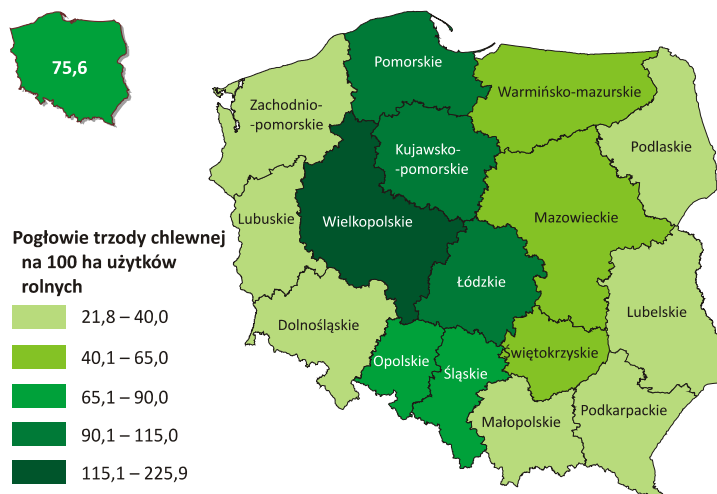 75,6
Pomorskie
Warmińsko-mazurskie
Zachodnio-
-pomorskie
Kujawsko-
-pomorskie
Podlaskie
Lubuskie
Wielkopolskie
Mazowieckie
Pogłowie trzody chlewnej
na 100 ha użytków
rolnych
21,8 – 40,0
40,1 – 65,0
65,1 – 90,0
90,1 – 115,0
115,1 – 225,9
Łódzkie
Lubelskie
Dolnośląskie
Opolskie
Śląskie
Świętokrzyskie
Małopolskie
Podkarpackie